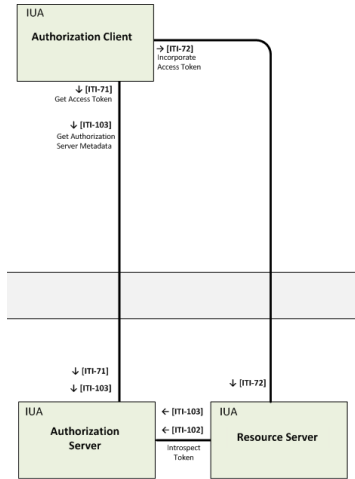 IUA
Authorization Client
→ [ITI-72]
Incorporate
Access Token
↓ [ITI-71]
Get Access Token
↓ [ITI-103]
Get Authorization
Server Metadata
↓ [ITI-71]
↓ [ITI-103]
↓ [ITI-72]
IUA
Authorization
Server
← [ITI-103]
← [ITI-102]
Introspect
Token
IUA
Resource Server